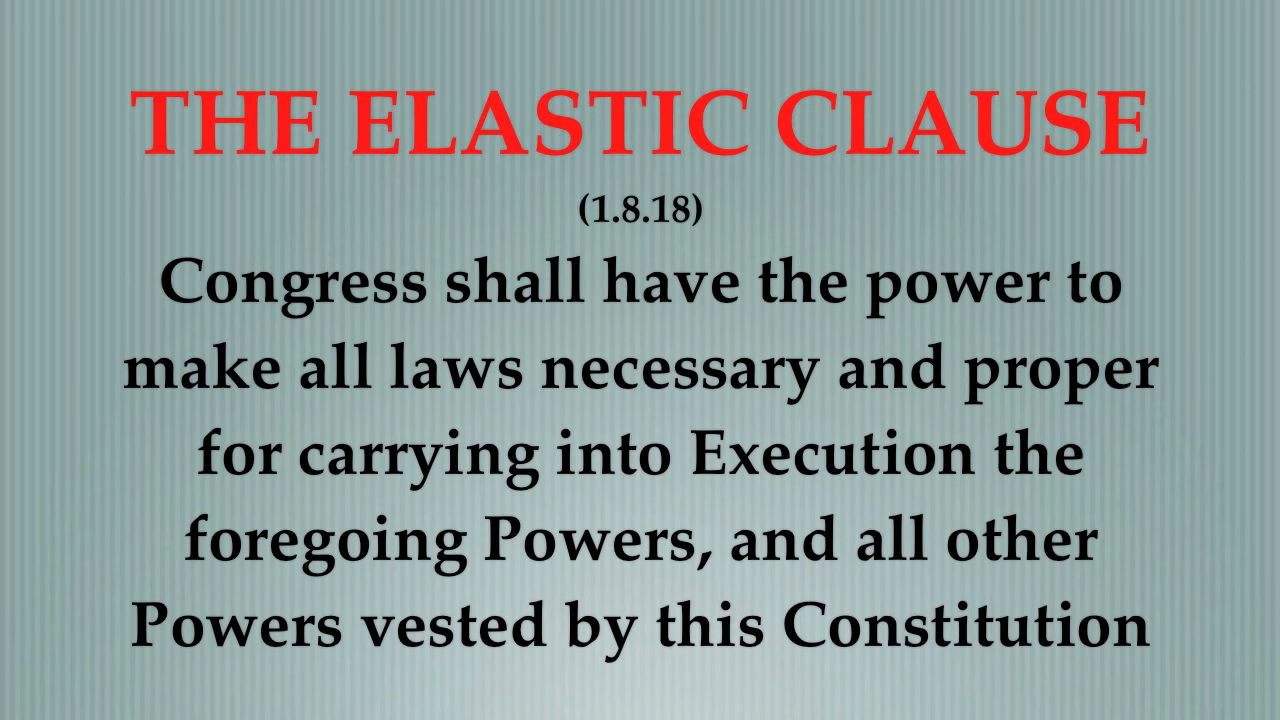 THE ELASTIC CLAUSE
(1.8.18)
Congress shall have the power to
make all laws necessary and proper
for carrying into Execution the
foregoing Powers, and all other
Powers vested by this Constitution